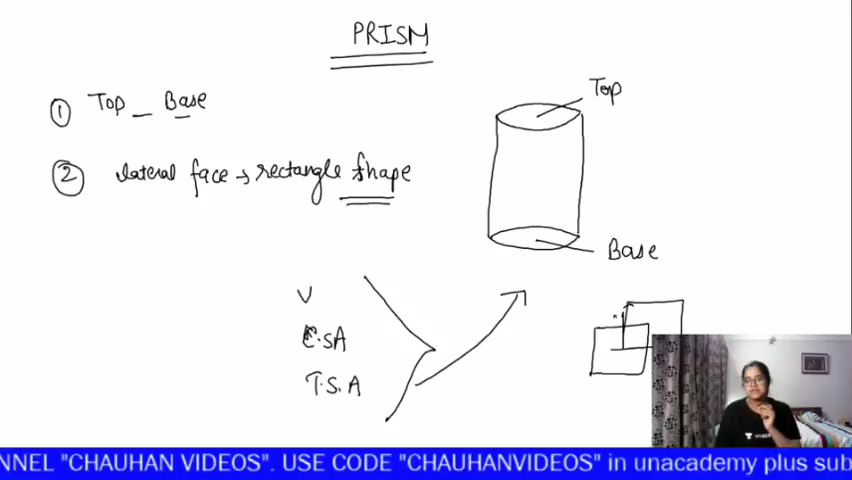 PRISM
① Top _ Base
② lateral face → rectangle shape
Top
Base
V
C.SA
T.S.A
NNEL "CHAUHAN VIDEOS". USE CODE "CHAUHANVIDEOS" in unacademy plus sub